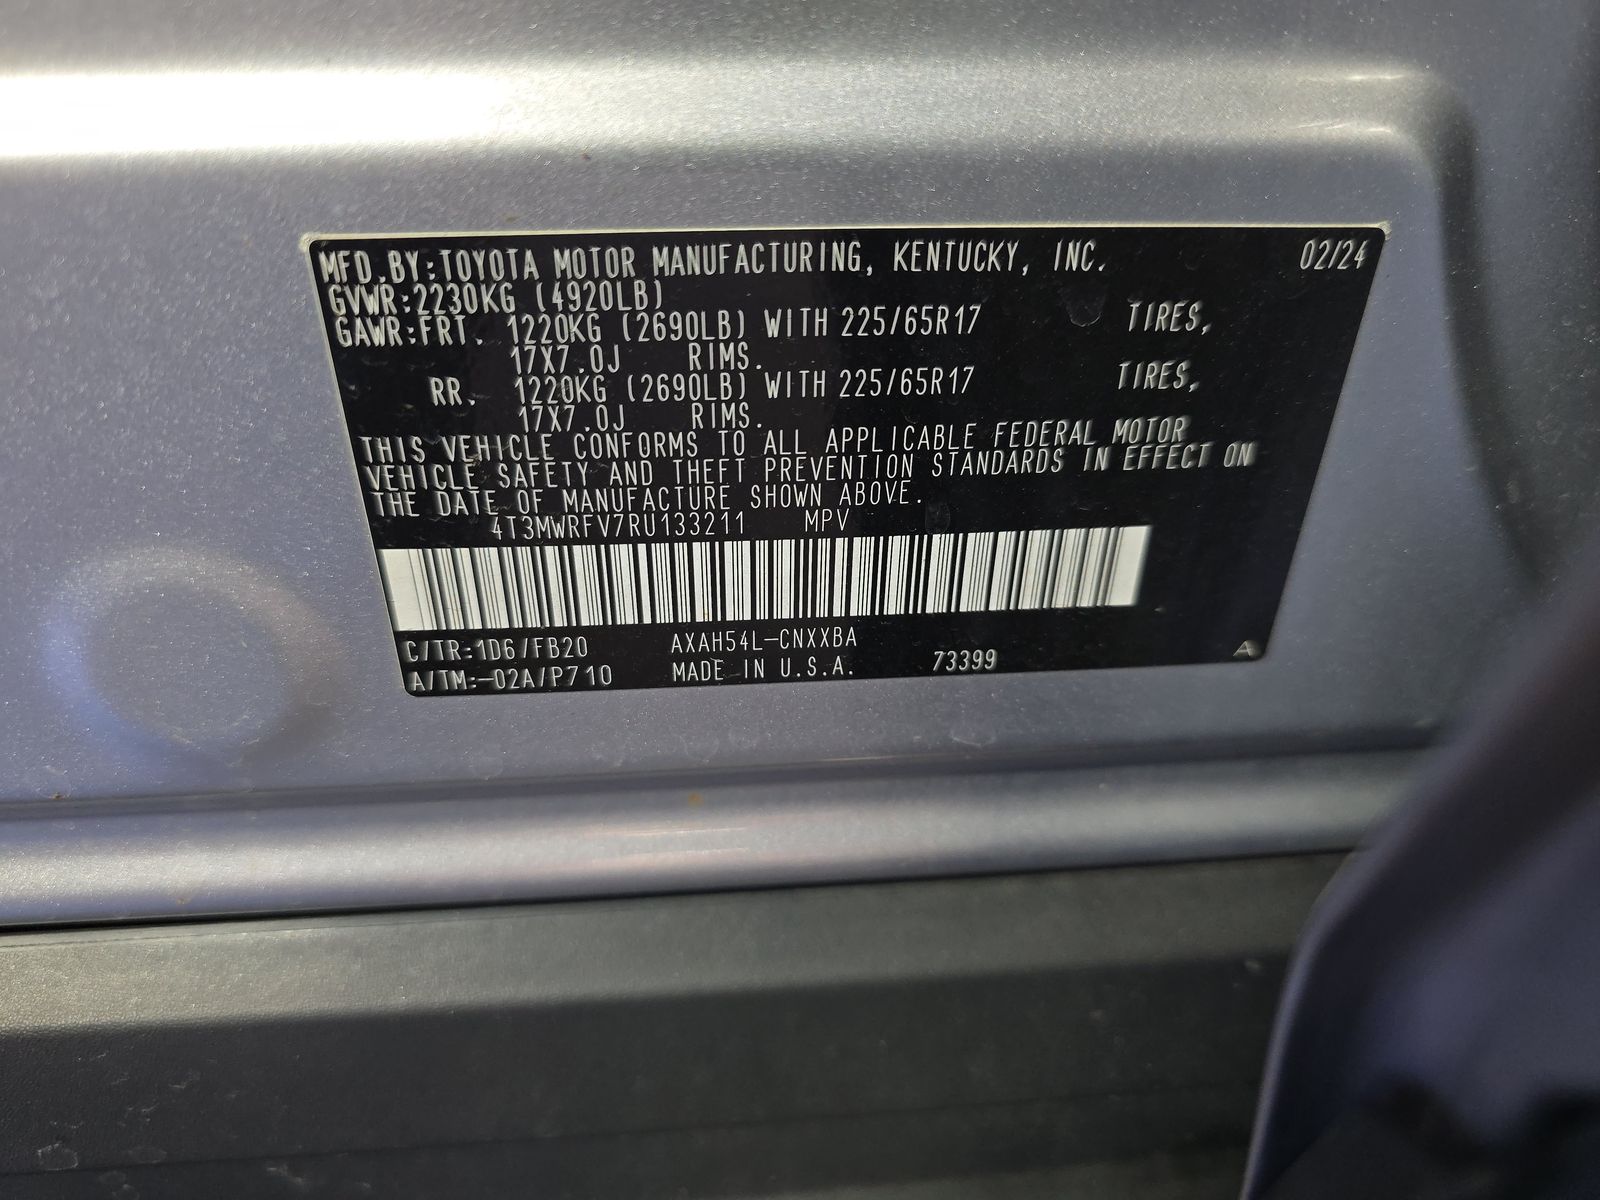 MFD.BY:TOYOTA MOTOR MANUFACTURING, KENTUCKY, INC. 02/24
GVWR:2230KG (4920LB)
GAWR:FRT. 1220KG (2690LB) WITH 225/65R17 TIRES,
17X7.0J RIMS.
RR. 1220KG (2690LB) WITH 225/65R17 TIRES,
17X7.0J RIMS.
THIS VEHICLE CONFORMS TO ALL APPLICABLE FEDERAL MOTOR
VEHICLE SAFETY AND THEFT PREVENTION STANDARDS IN EFFECT ON
THE DATE OF MANUFACTURE SHOWN ABOVE.
4T3MWRFV7RU133211 MPV
C/TR:1D6/FB20 AXAH54L-CNXXBA
A/TM:-02A/P710 MADE IN U.S.A. 73399 A